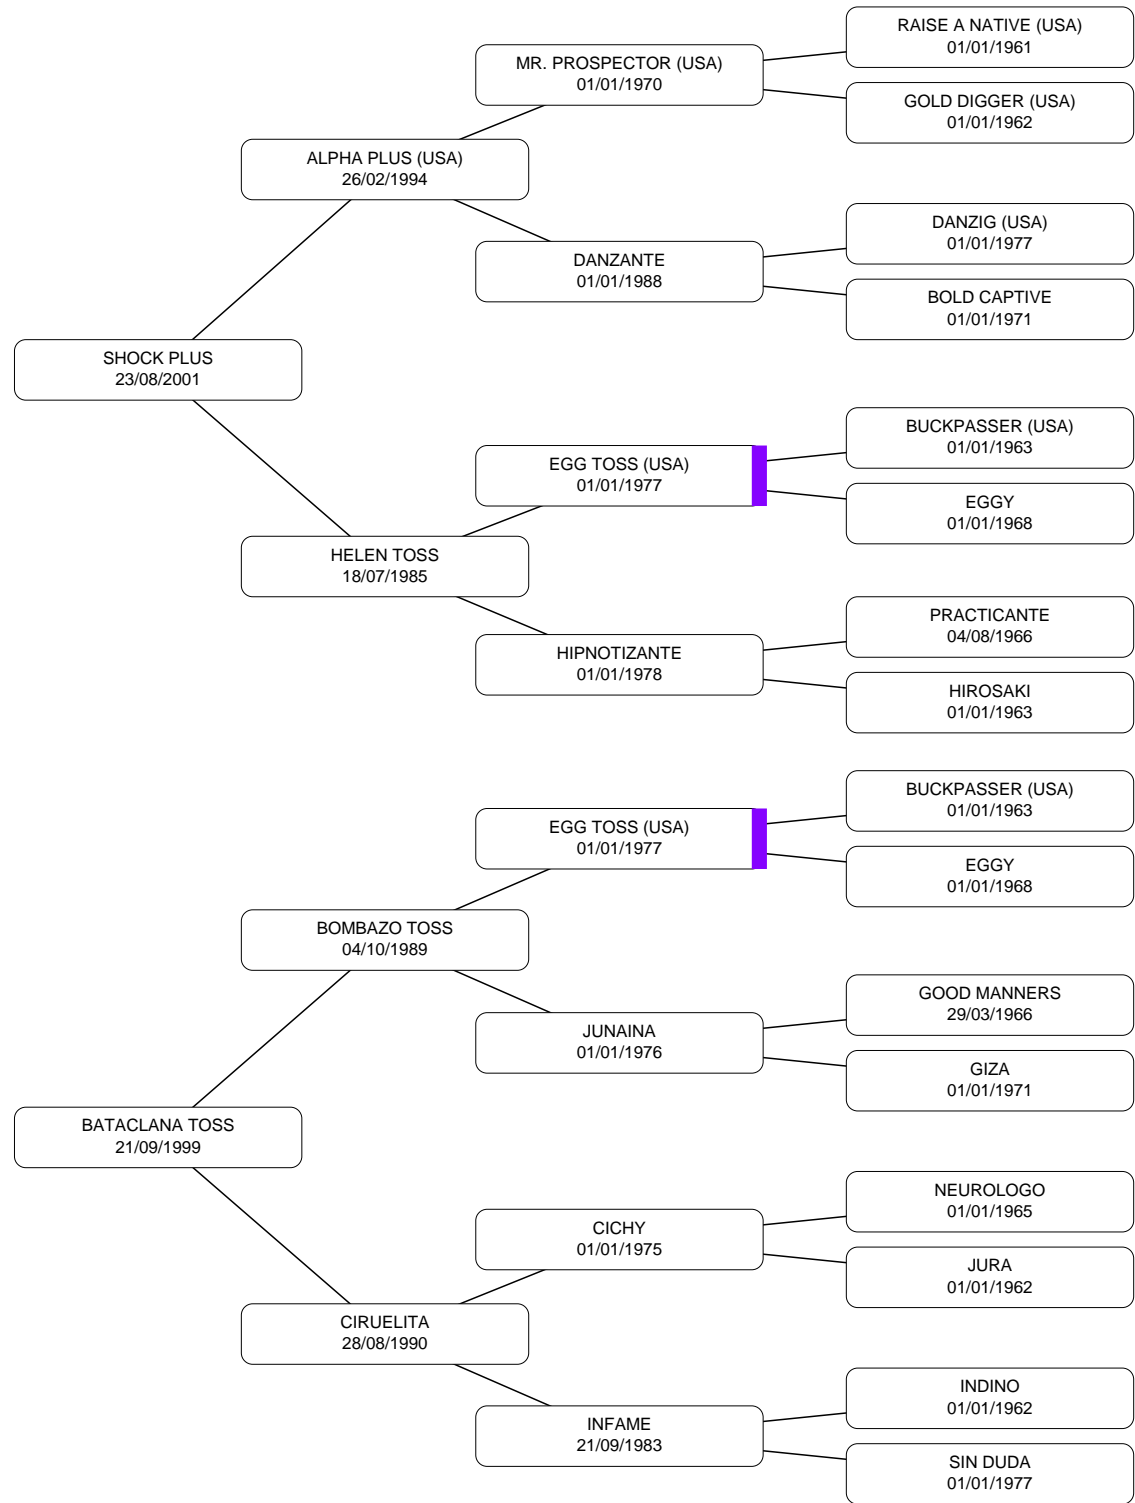 RAISE A NATIVE (USA)
01/01/1961
MR. PROSPECTOR (USA)
01/01/1970
GOLD DIGGER (USA)
01/01/1962
ALPHA PLUS (USA)
26/02/1994
DANZIG (USA)
01/01/1977
DANZANTE
01/01/1988
BOLD CAPTIVE
01/01/1971
SHOCK PLUS
23/08/2001
BUCKPASSER (USA)
01/01/1963
EGG TOSS (USA)
01/01/1977
EGGY
01/01/1968
HELEN TOSS
18/07/1985
PRACTICANTE
04/08/1966
HIPNOTIZANTE
01/01/1978
HIROSAKI
01/01/1963
BUCKPASSER (USA)
01/01/1963
EGG TOSS (USA)
01/01/1977
EGGY
01/01/1968
BOMBAZO TOSS
04/10/1989
GOOD MANNERS
29/03/1966
JUNAINA
01/01/1976
GIZA
01/01/1971
BATACLANA TOSS
21/09/1999
NEUROLOGO
01/01/1965
CICHY
01/01/1975
JURA
01/01/1962
CIRUELITA
28/08/1990
INDINO
01/01/1962
INFAME
21/09/1983
SIN DUDA
01/01/1977